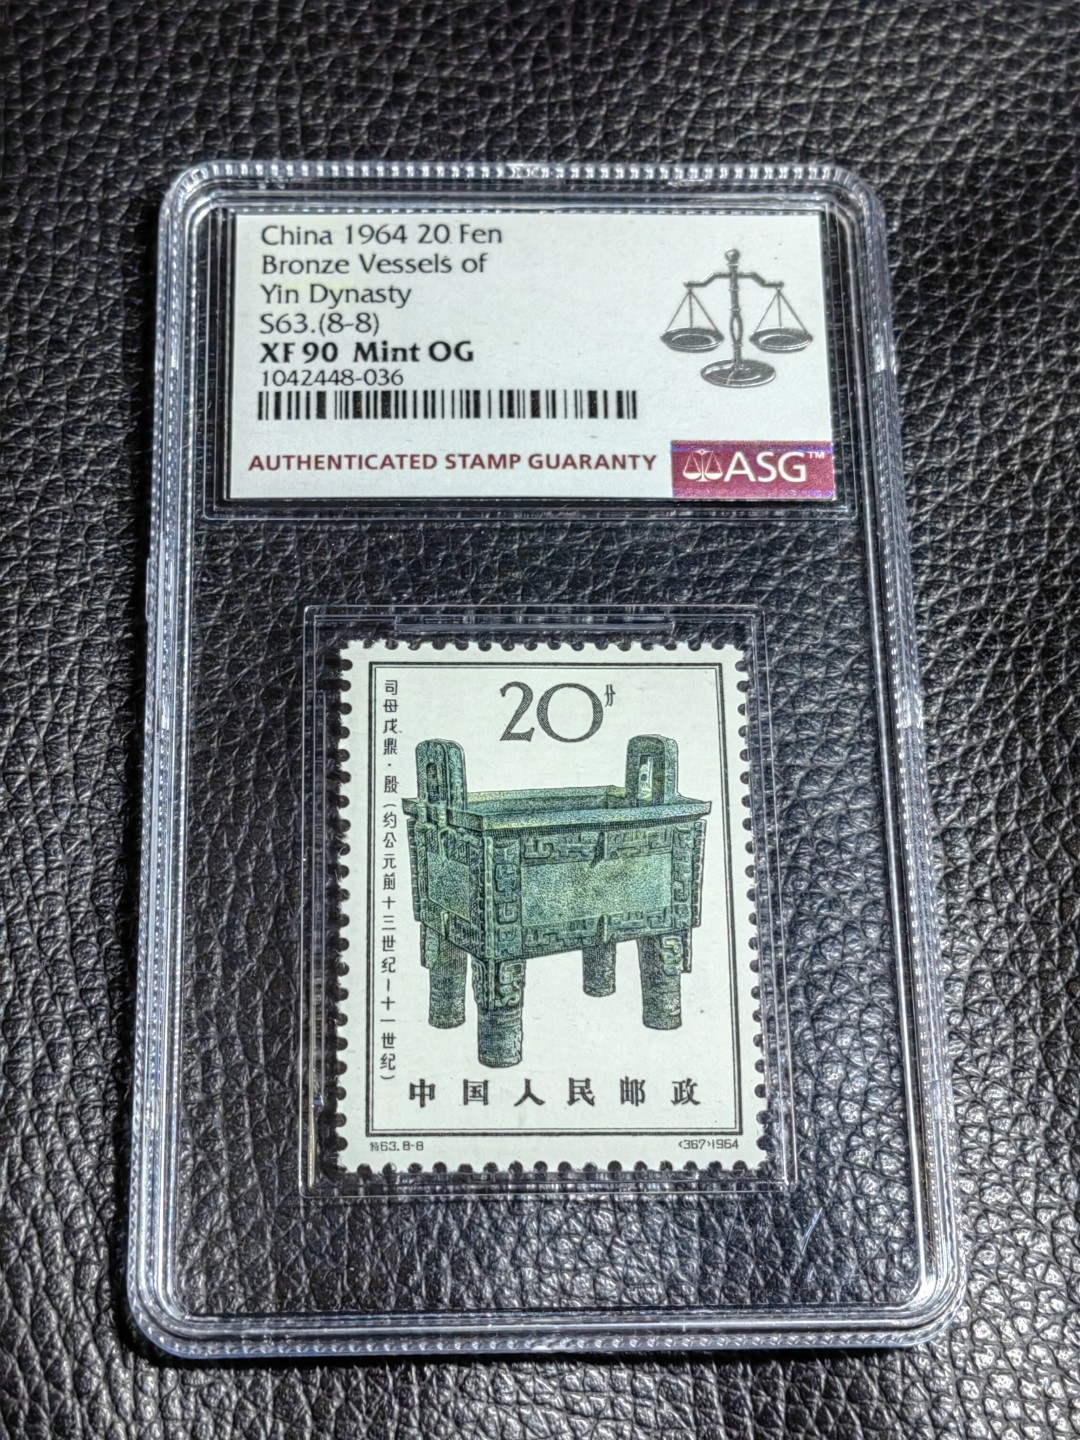 China 1964 20 Fen
Bronze Vessels of
Yin Dynasty
S63.(8-8)
XF 90 Mint OG
1042448-036
AUTHENTICATED STAMP GUARANTY
ASG™
20分
司母戊鼎·殷(约公元前十三世纪—十一世纪)
中国人民邮政
特63.8-8
<367>1964